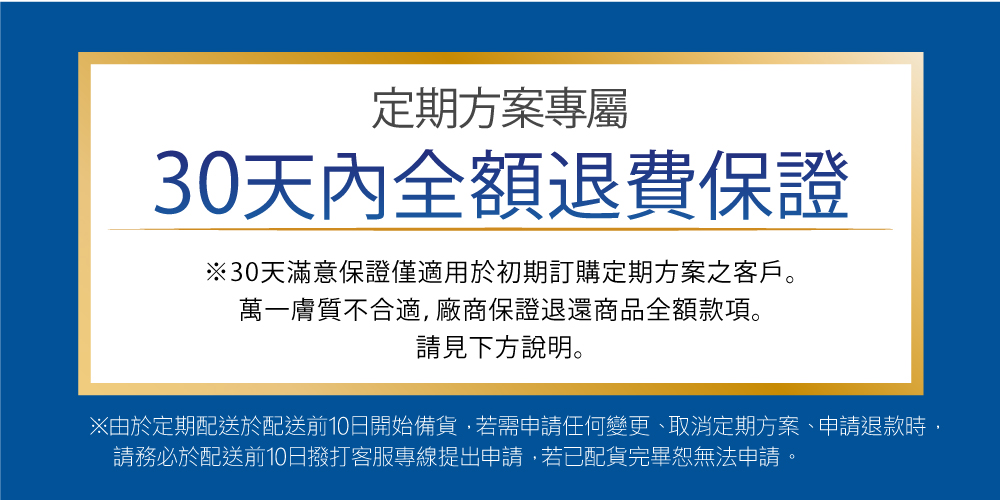 定期方案專屬
30天內全額退費保證
※30天滿意保證僅適用於初期訂購定期方案之客戶。
萬一膚質不合適,廠商保證退還商品全額款項。
請見下方說明。
※由於定期配送於配送前10日開始備貨，若需申請任何變更、取消定期方案、申請退款時，
請務必於配送前10日撥打客服專線提出申請，若已配貨完畢恕無法申請。